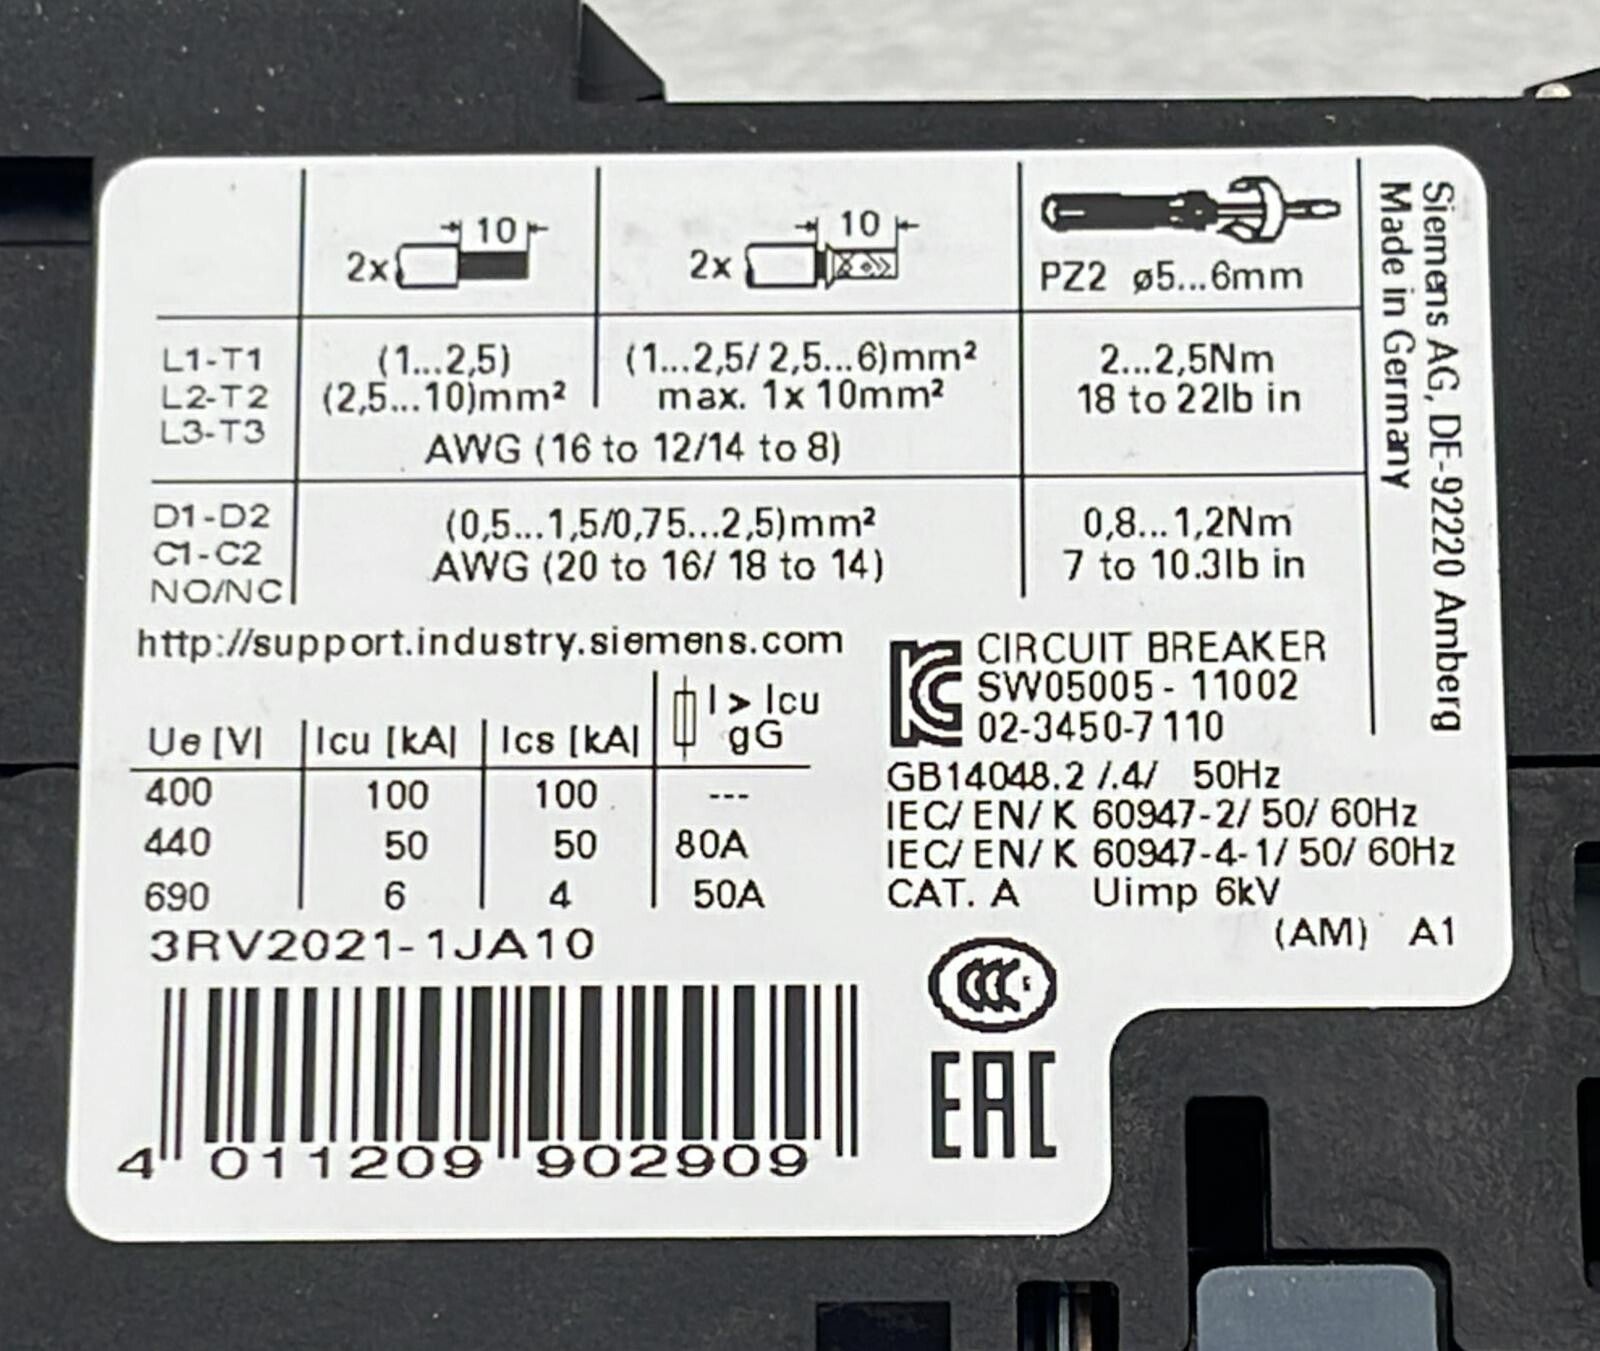 10
2x
10
2x
PZ2 ø5...6mm
L1-T1
L2-T2
L3-T3
(1...2,5)
(2,5...10)mm²
(1...2,5/ 2,5...6)mm²
max. 1x 10mm²
AWG (16 to 12/14 to 8)
2...2,5Nm
18 to 22lb in
D1-D2
C1-C2
NO/NC
(0,5...1,5/0,75...2,5)mm²
AWG (20 to 16/ 18 to 14)
0,8...1,2Nm
7 to 10.3lb in
Siemens AG, DE-92220 Amberg
Made in Germany
http://support.industry.siemens.com
Ue [V] Icu [kA] Ics [kA] I > Icu
gG
400 100 100 ---
440 50 50 80A
690 6 4 50A
3RV2021-1JA10
CIRCUIT BREAKER
SW05005 - 11002
02-3450-7110
GB14048.2 /.4/ 50Hz
IEC/ EN/ K 60947-2/ 50/ 60Hz
IEC/ EN/ K 60947-4-1/ 50/ 60Hz
CAT. A Uimp 6kV
(AM) A1
CCC
EAC
4 011209 902909